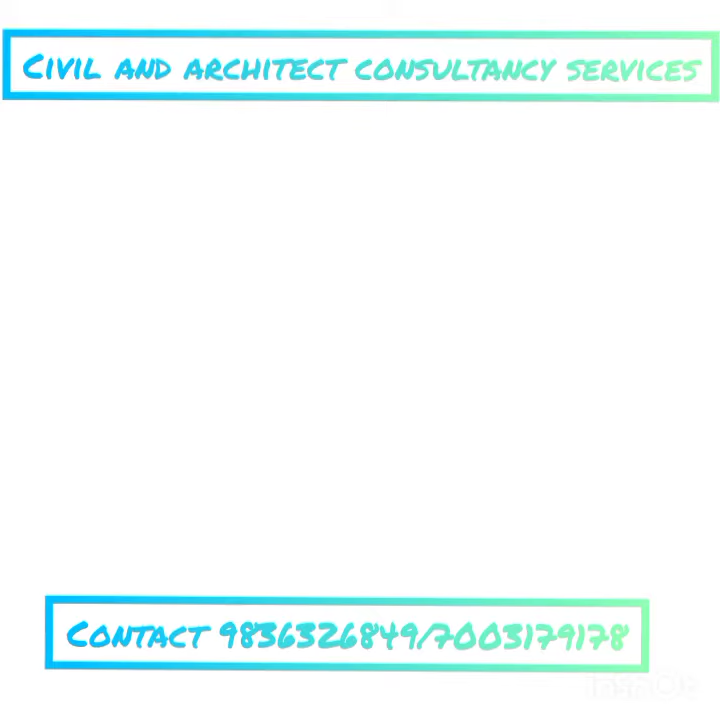 Civil and architect consultancy services
Contact 9836326849/7003179178